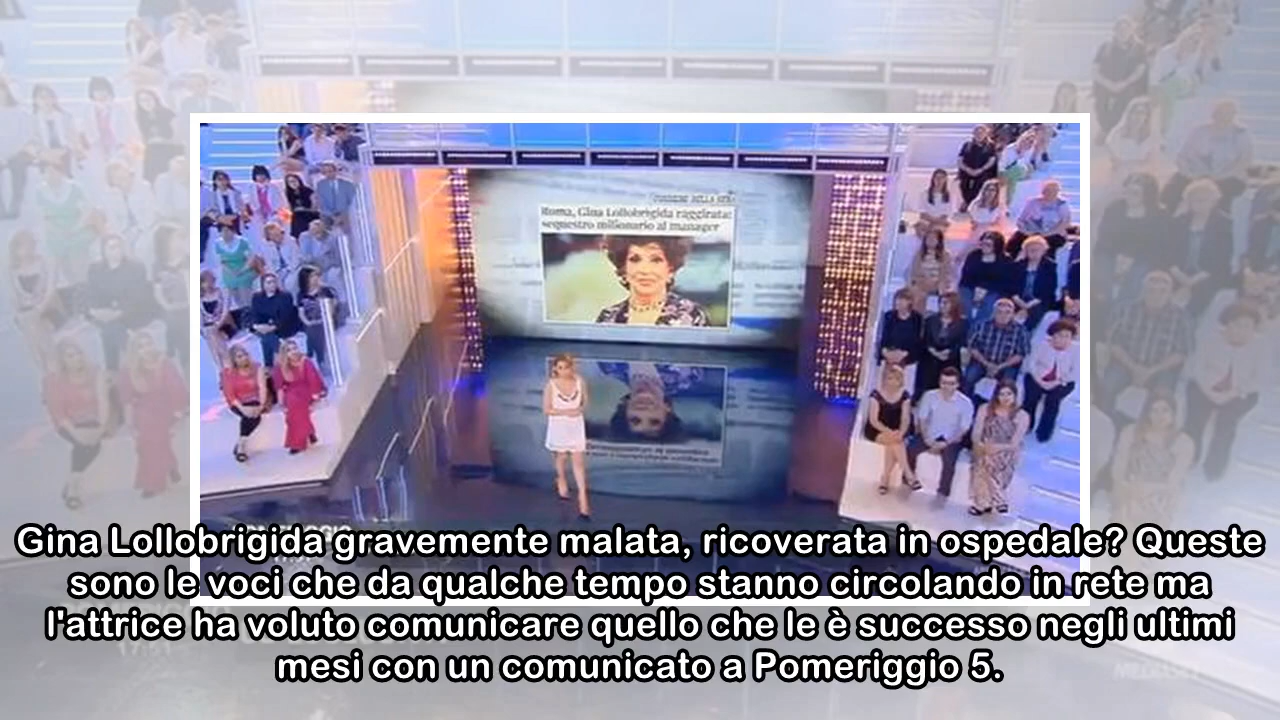 Roma, Gina Lollobrigida raggirata:
sequestro milionario al manager
Gina Lollobrigida gravemente malata, ricoverata in ospedale? Queste
sono le voci che da qualche tempo stanno circolando in rete ma
l'attrice ha voluto comunicare quello che le è successo negli ultimi
mesi con un comunicato a Pomeriggio 5.